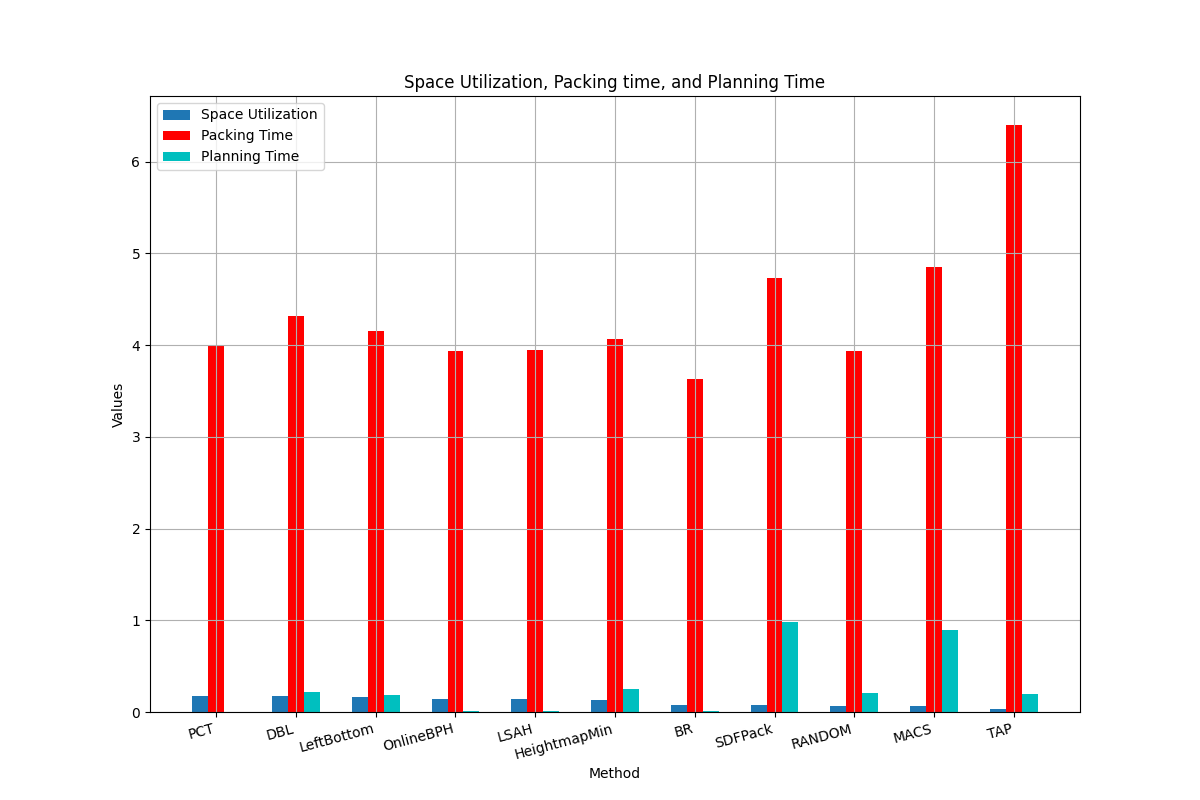 Space Utilization, Packing time, and Planning Time
Space Utilization
Packing Time
Planning Time
6
5
4
3
2
1
0
Values
PCT
DBL
LeftBottom
OnlineBPH
LSAH
HeightmapMin
BR
SDFPack
RANDOM
MACS
TAP
Method